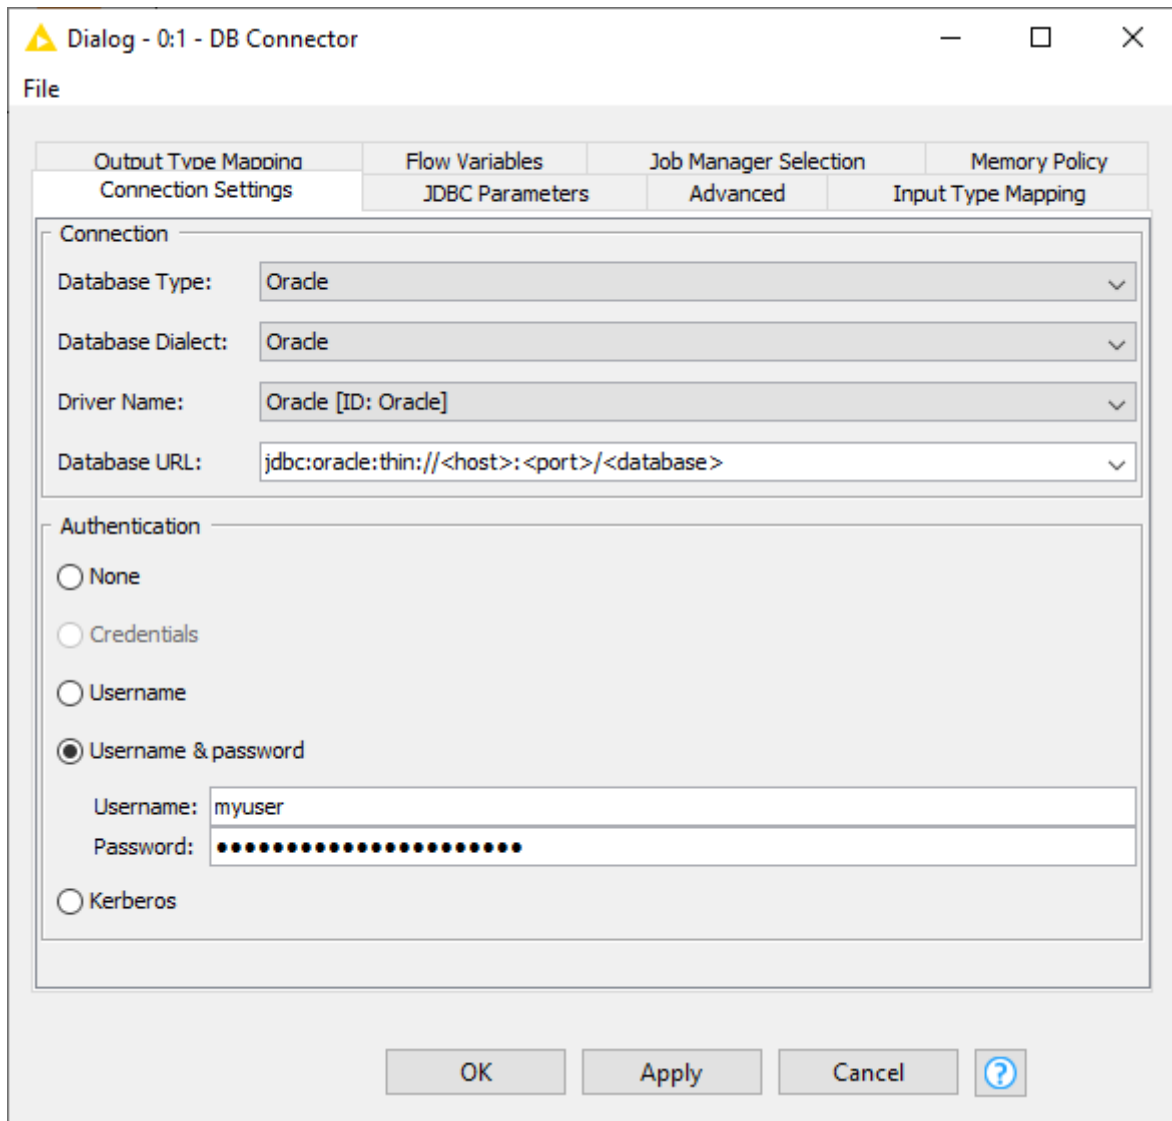 Dialog - 0:1 - DB Connector
File
Output Type Mapping Flow Variables Job Manager Selection Memory Policy
Connection Settings JDBC Parameters Advanced Input Type Mapping
Connection
Database Type: Oracle
Database Dialect: Oracle
Driver Name: Oracle [ID: Oracle]
Database URL: jdbc:oracle:thin://<host>:<port>/<database>
Authentication
None
Credentials
Username
Username & password
Username: myuser
Password: ●●●●●●●●●●●●●●●●●●●●●●
Kerberos
OK Apply Cancel ?